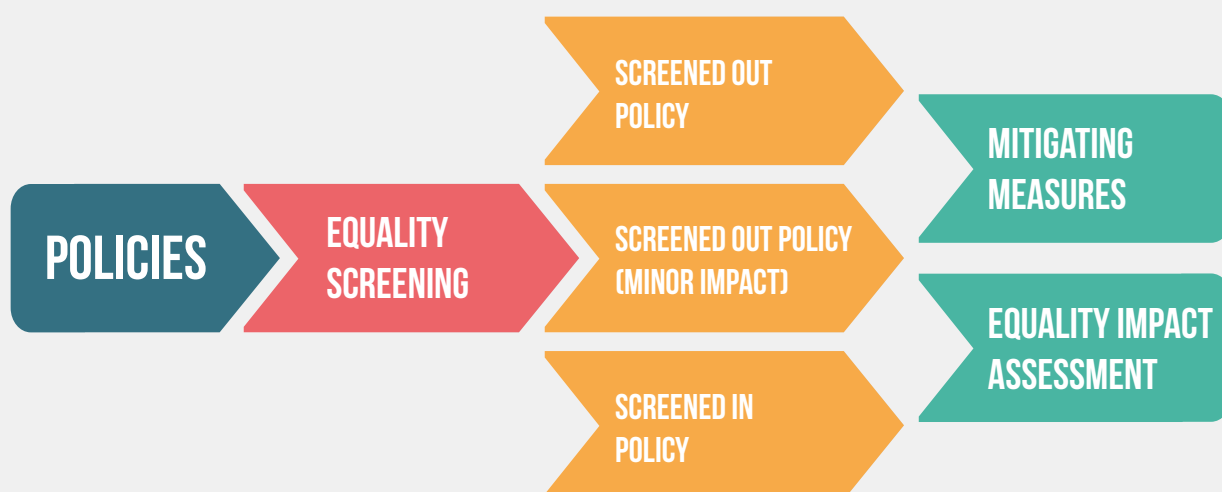 POLICIES
EQUALITY
SCREENING
SCREENED OUT
POLICY
SCREENED OUT POLICY
(MINOR IMPACT)
SCREENED IN
POLICY
MITIGATING
MEASURES
EQUALITY IMPACT
ASSESSMENT